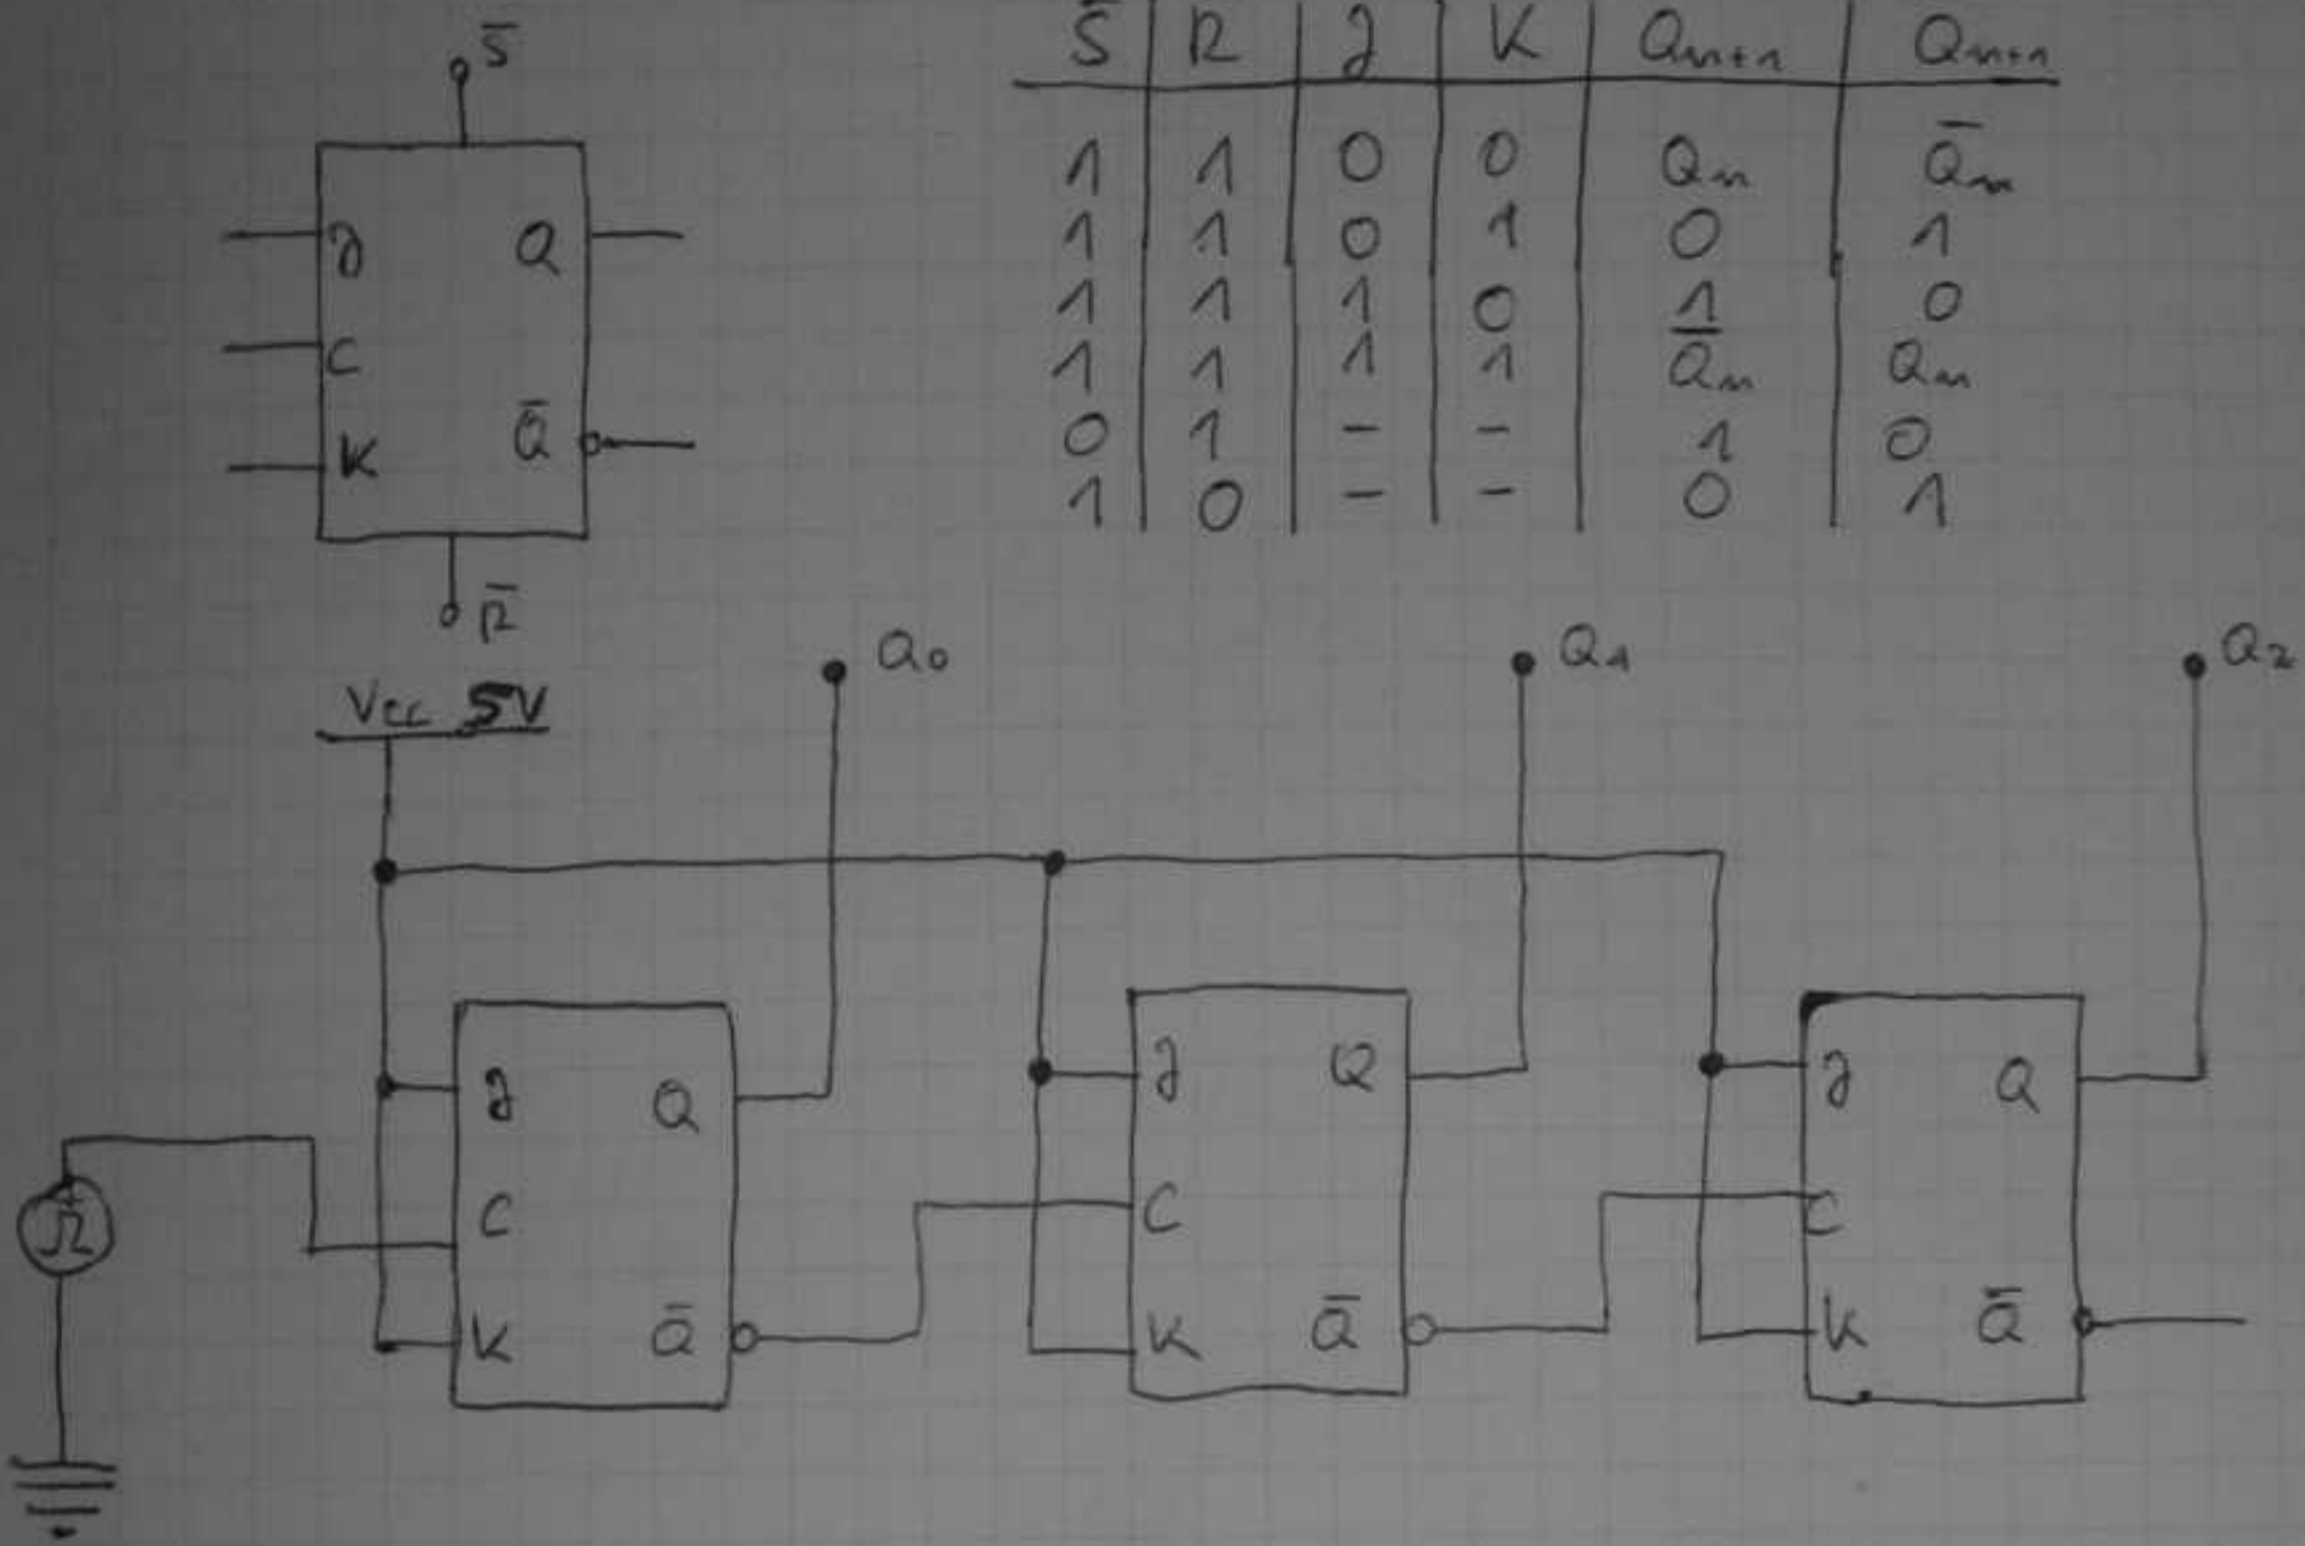 S̅
J Q
C
K Q̅
R̅
S̅ R J K Qn+1 Qn+1
1 1 0 0 Qn Q̅n
1 1 0 1 0 1
1 1 1 0 1 0
1 1 1 1 Q̅n Qn
0 1 - - 1 0
1 0 - - 0 1
Q0 Q1 Q2
Vcc 5V
J Q J Q J Q
C C C
K Q̅ K Q̅ K Q̅